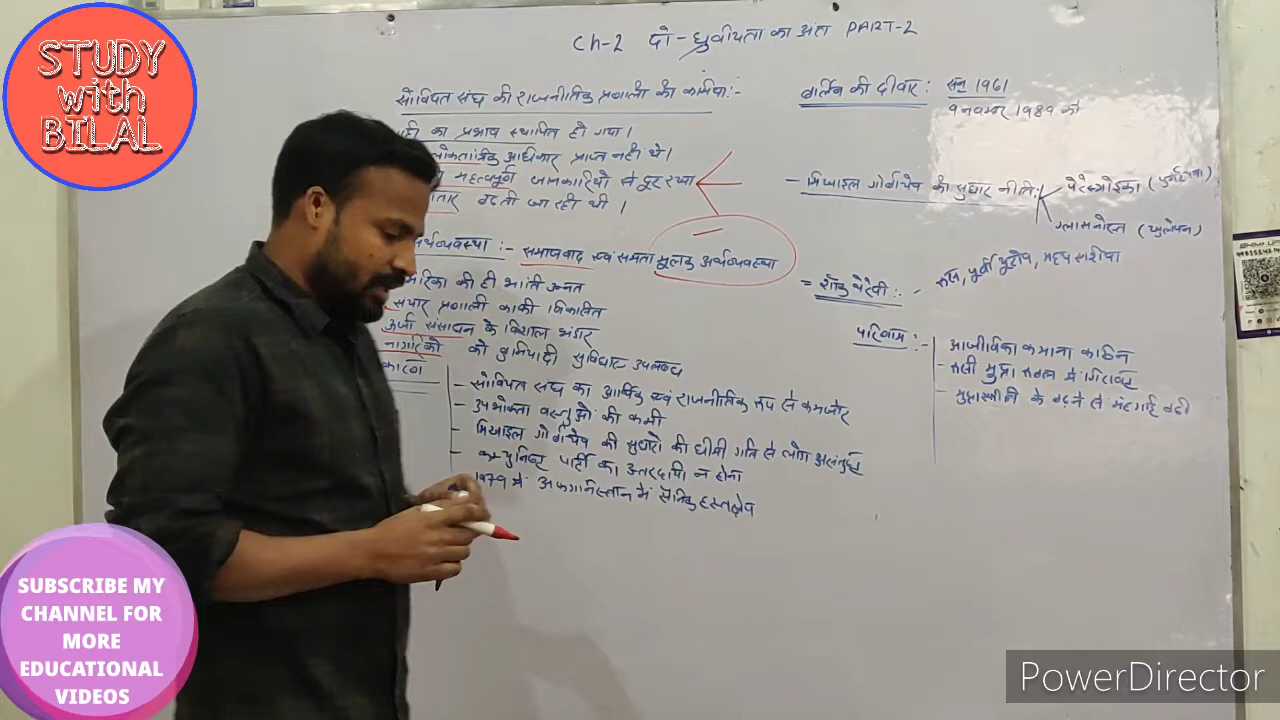 STUDY
with
BILAL
Ch-2 दो-ध्रुवीयता का अंत PART-2
सोवियत संघ की राजनीतिक प्रणाली की कमियां:-
का प्रभाव स्थापित हो गया।
लोकतांत्रिक अधिकार प्राप्त नहीं थे।
महत्वपूर्ण जानकारियों से दूर रखा
बढ़ती जा रही थी।
अर्थव्यवस्था :- समाजवाद एवं समता मूलक अर्थव्यवस्था
की ही भांति उन्नत
संचार प्रणाली काफी विकसित
ऊर्जा संसाधन के विशाल भंडार
नागरिकों को बुनियादी सुविधाएं उपलब्ध
- सोवियत संघ का आर्थिक एवं राजनीतिक रूप से कमजोर
- उपभोक्ता वस्तुओं की कमी
- मिखाइल गोर्बाचेव की सुधारों की धीमी गति से लोग असंतुष्ट
- कम्युनिस्ट पार्टी का उत्तरदायी न होना
1979 में अफगानिस्तान में सैनिक हस्तक्षेप
बर्लिन की दीवार : सन् 1961
9 नवम्बर 1989 को
- मिखाइल गोर्बाचेव की सुधार नीति: पेरेस्त्रोइका (पुनर्रचना)
ग्लासनोस्त (खुलेपन)
= शॉक थेरेपी :- रूस, पूर्वी यूरोप, मध्य एशिया
परिणाम :- आजीविका कमाना कठिन
- रूसी मुद्रा रूबल में गिरावट
- मुद्रास्फीति के बढ़ने से मंहगाई बढ़ी
SUBSCRIBE MY
CHANNEL FOR
MORE
EDUCATIONAL
VIDEOS
PowerDirector